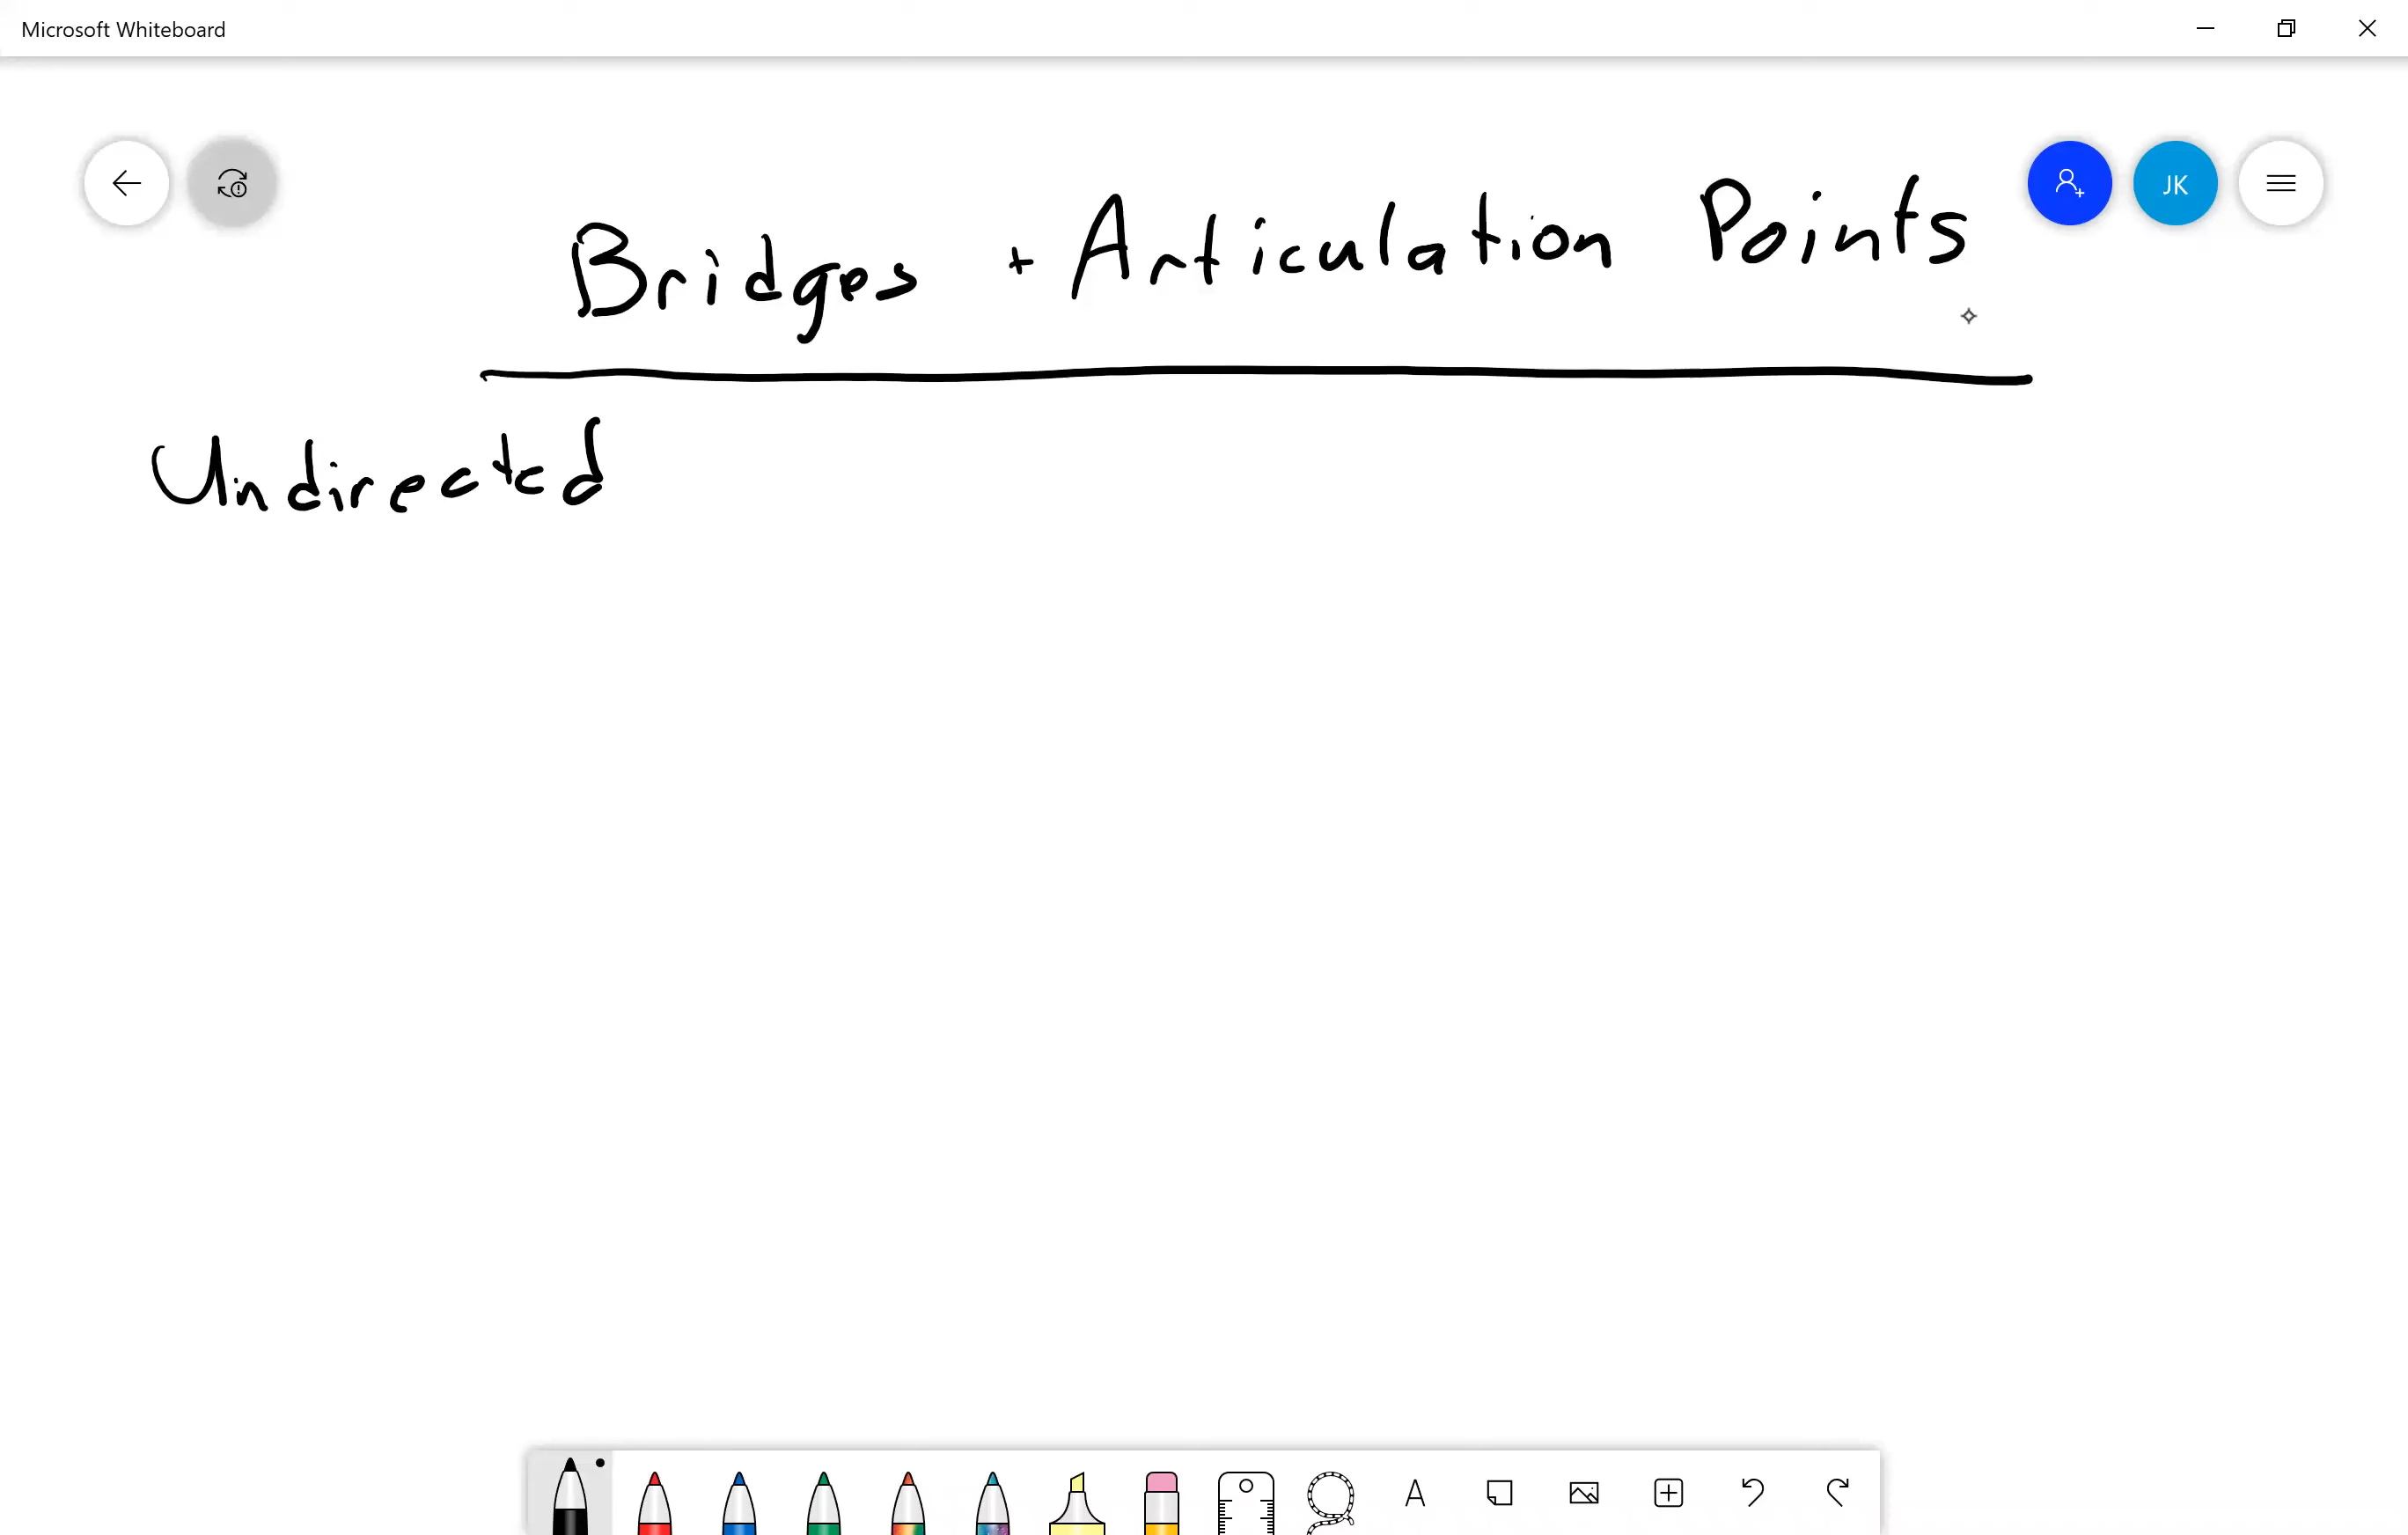 Microsoft Whiteboard
JK
Bridges + Articulation Points
Undirected
A